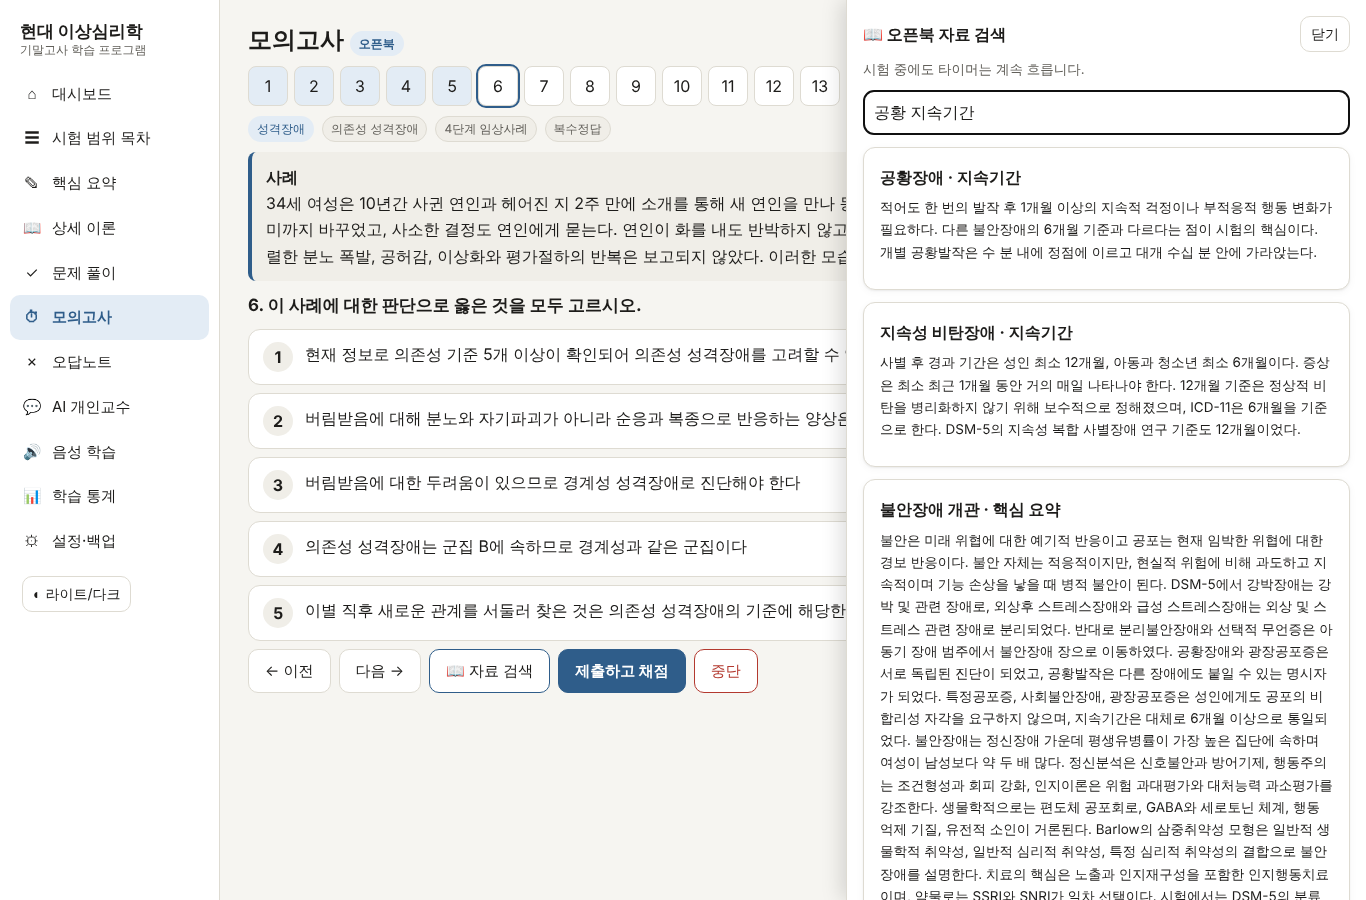 현대 이상심리학
기말고사 학습 프로그램
대시보드
시험 범위 목차
핵심 요약
상세 이론
문제 풀이
모의고사
오답노트
AI 개인교수
음성 학습
학습 통계
설정·백업
라이트/다크
모의고사 오픈북
1 2 3 4 5 6 7 8 9 10 11 12 13
성격장애 의존성 성격장애 4단계 임상사례 복수정답
사례
34세 여성은 10년간 사귄 연인과 헤어진 지 2주 만에 소개를 통해 새 연인을 만나
미까지 바꾸었고, 사소한 결정도 연인에게 묻는다. 연인이 화를 내도 반박하지 않고
렬한 분노 폭발, 공허감, 이상화와 평가절하의 반복은 보고되지 않았다. 이러한 모습
6. 이 사례에 대한 판단으로 옳은 것을 모두 고르시오.
1 현재 정보로 의존성 기준 5개 이상이 확인되어 의존성 성격장애를 고려할 수
2 버림받음에 대해 분노와 자기파괴가 아니라 순응과 복종으로 반응하는 양상은
3 버림받음에 대한 두려움이 있으므로 경계성 성격장애로 진단해야 한다
4 의존성 성격장애는 군집 B에 속하므로 경계성과 같은 군집이다
5 이별 직후 새로운 관계를 서둘러 찾은 것은 의존성 성격장애의 기준에 해당한
← 이전 다음 → 자료 검색 제출하고 채점 중단
오픈북 자료 검색 닫기
시험 중에도 타이머는 계속 흐릅니다.
공황 지속기간
공황장애 · 지속기간
적어도 한 번의 발작 후 1개월 이상의 지속적 걱정이나 부적응적 행동 변화가
필요하다. 다른 불안장애의 6개월 기준과 다르다는 점이 시험의 핵심이다.
개별 공황발작은 수 분 내에 정점에 이르고 대개 수십 분 안에 가라앉는다.
지속성 비탄장애 · 지속기간
사별 후 경과 기간은 성인 최소 12개월, 아동과 청소년 최소 6개월이다. 증상
은 최소 최근 1개월 동안 거의 매일 나타나야 한다. 12개월 기준은 정상적 비
탄을 병리화하지 않기 위해 보수적으로 정해졌으며, ICD-11은 6개월을 기준
으로 한다. DSM-5의 지속성 복합 사별장애 연구 기준도 12개월이었다.
불안장애 개관 · 핵심 요약
불안은 미래 위협에 대한 예기적 반응이고 공포는 현재 임박한 위협에 대한
경보 반응이다. 불안 자체는 적응적이지만, 현실적 위험에 비해 과도하고 지
속적이며 기능 손상을 낳을 때 병적 불안이 된다. DSM-5에서 강박장애는 강
박 및 관련 장애로, 외상후 스트레스장애와 급성 스트레스장애는 외상 및 스
트레스 관련 장애로 분리되었다. 반대로 분리불안장애와 선택적 무언증은 아
동기 장애 범주에서 불안장애 장으로 이동하였다. 공황장애와 광장공포증은
서로 독립된 진단이 되었고, 공황발작은 다른 장애에도 붙일 수 있는 명시자
가 되었다. 특정공포증, 사회불안장애, 광장공포증은 성인에게도 공포의 비
합리성 자각을 요구하지 않으며, 지속기간은 대체로 6개월 이상으로 통일되
었다. 불안장애는 정신장애 가운데 평생유병률이 가장 높은 집단에 속하며
여성이 남성보다 약 두 배 많다. 정신분석은 신호불안과 방어기제, 행동주의
는 조건형성과 회피 강화, 인지이론은 위험 과대평가와 대처능력 과소평가를
강조한다. 생물학적으로는 편도체 공포회로, GABA와 세로토닌 체계, 행동
억제 기질, 유전적 소인이 거론된다. Barlow의 삼중취약성 모형은 일반적 생
물학적 취약성, 일반적 심리적 취약성, 특정 심리적 취약성의 결합으로 불안
장애를 설명한다. 치료의 핵심은 노출과 인지재구성을 포함한 인지행동치료
이며, 약물로는 SSRI와 SNRI가 일차 선택이다. 시험에서는 DSM-5의 분류